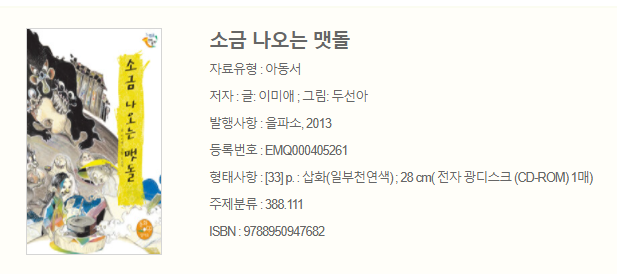 소금 나오는 맷돌
소금 나오는 맷돌
자료유형 : 아동서
저자 : 글: 이미애 ; 그림: 두선아
발행사항 : 을파소, 2013
등록번호 : EMQ000405261
형태사항 : [33] p. : 삽화(일부천연색) ; 28 cm( 전자 광디스크 (CD-ROM) 1매)
주제분류 : 388.111
ISBN : 9788950947682